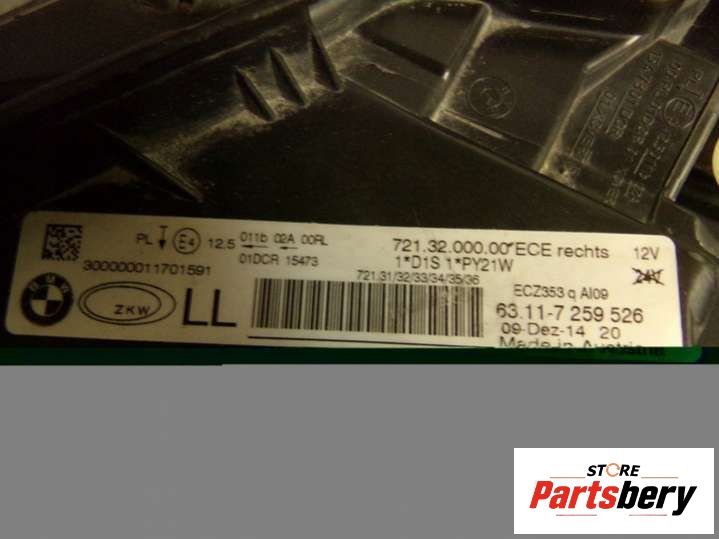 PL E4 12.5 011b 02A 00RL
01DCR 15473
300000011701591
BMW
ZKW
LL
721.32.000.00 ECE rechts 12V
1*D1S 1*PY21W 24V
721.31/32/33/34/35/36
ECZ353 q AI09
63.11-7 259 526
09-Dez-14 20
Made in Austria
STORE
Partsbery